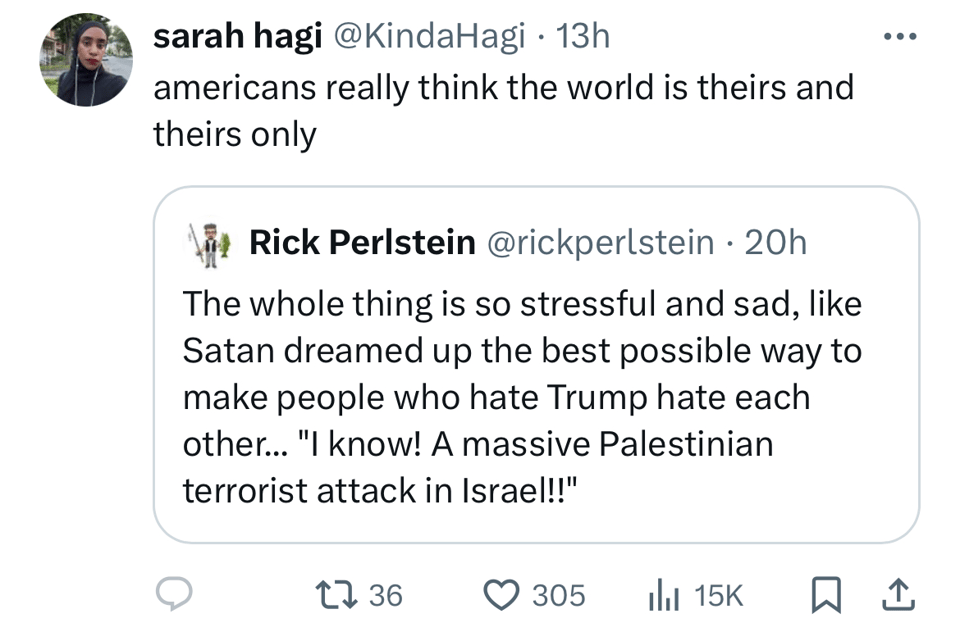 sarah hagi @KindaHagi · 13h
americans really think the world is theirs and
theirs only
Rick Perlstein @rickperlstein · 20h
The whole thing is so stressful and sad, like
Satan dreamed up the best possible way to
make people who hate Trump hate each
other... "I know! A massive Palestinian
terrorist attack in Israel!!"
36 305 15K